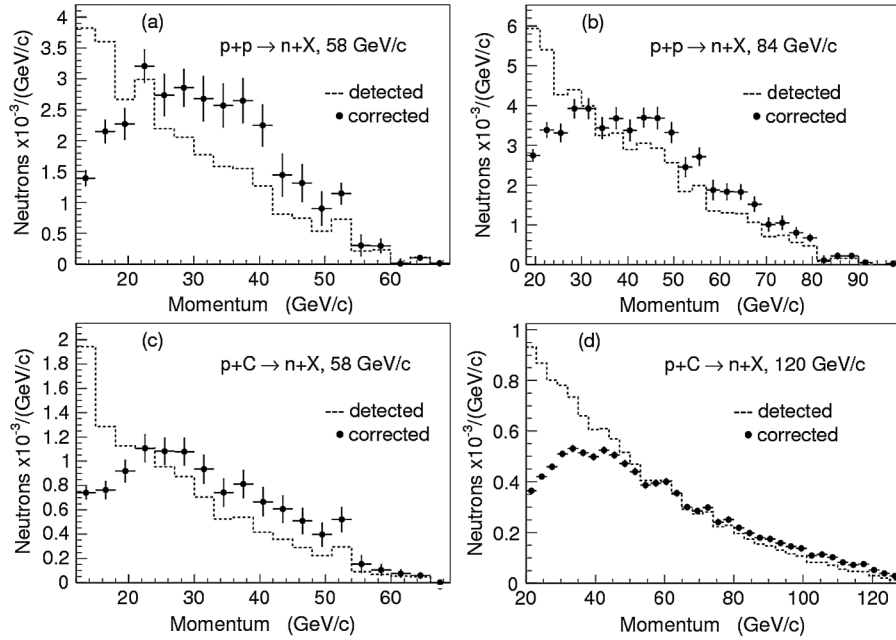 (a)
p+p → n+X, 58 GeV/c
detected
corrected
Neutrons x10⁻³/(GeV/c)
4
3.5
3
2.5
2
1.5
1
0.5
0
20 30 40 50 60
Momentum (GeV/c)
(b)
p+p → n+X, 84 GeV/c
detected
corrected
Neutrons x10⁻³/(GeV/c)
6
5
4
3
2
1
0
20 30 40 50 60 70 80 90
Momentum (GeV/c)
(c)
p+C → n+X, 58 GeV/c
detected
corrected
Neutrons x10⁻³/(GeV/c)
2
1.8
1.6
1.4
1.2
1
0.8
0.6
0.4
0.2
0
20 30 40 50 60
Momentum (GeV/c)
(d)
p+C → n+X, 120 GeV/c
detected
corrected
Neutrons x10⁻³/(GeV/c)
1
0.8
0.6
0.4
0.2
0
20 40 60 80 100 120
Momentum (GeV/c)